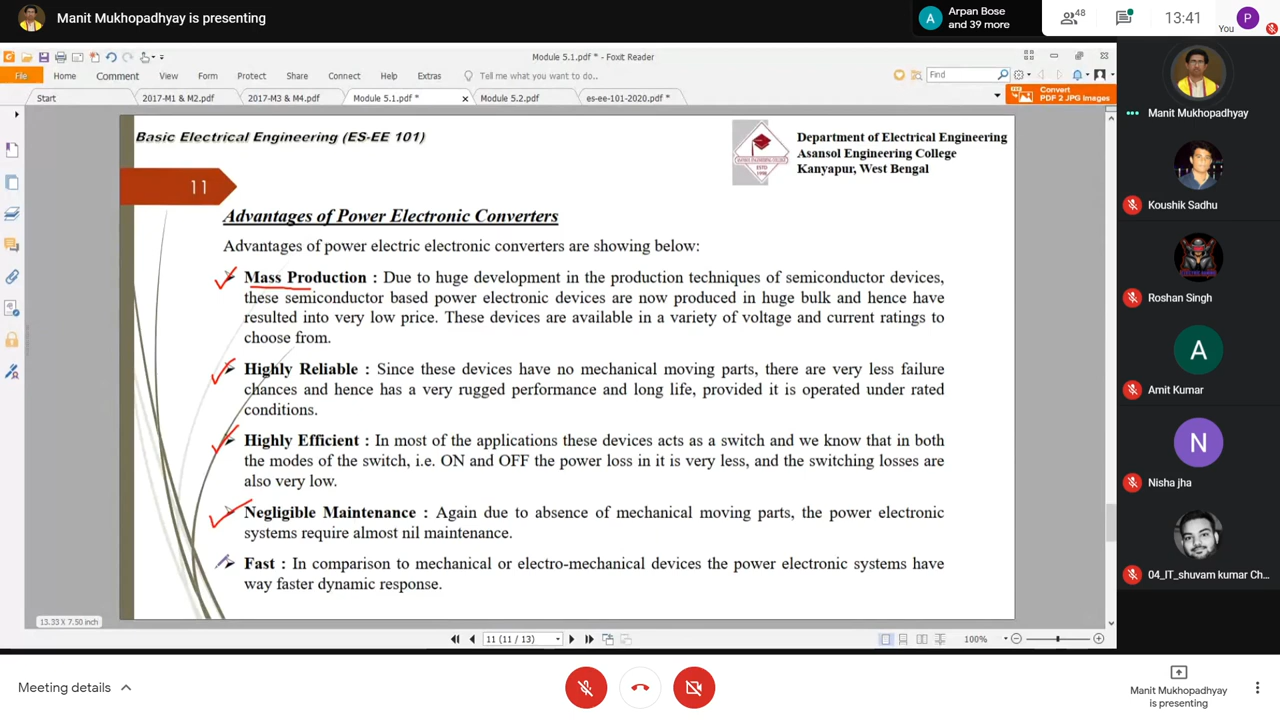 Manit Mukhopadhyay is presenting
A
Arpan Bose
and 39 more
48
13:41
You
P
Module 5.1.pdf * - Foxit Reader
File
Home
Comment
View
Form
Protect
Share
Connect
Help
Extras
Tell me what you want to do..
Find
Start
2017-M1 & M2.pdf
2017-M3 & M4.pdf
Module 5.1.pdf *
Module 5.2.pdf
es-ee-101-2020.pdf *
Convert
PDF 2 JPG Images
Basic Electrical Engineering (ES-EE 101)
Department of Electrical Engineering
Asansol Engineering College
Kanyapur, West Bengal
11
Advantages of Power Electronic Converters
Advantages of power electric electronic converters are showing below:
Mass Production : Due to huge development in the production techniques of semiconductor devices,
these semiconductor based power electronic devices are now produced in huge bulk and hence have
resulted into very low price. These devices are available in a variety of voltage and current ratings to
choose from.
Highly Reliable : Since these devices have no mechanical moving parts, there are very less failure
chances and hence has a very rugged performance and long life, provided it is operated under rated
conditions.
Highly Efficient : In most of the applications these devices acts as a switch and we know that in both
the modes of the switch, i.e. ON and OFF the power loss in it is very less, and the switching losses are
also very low.
Negligible Maintenance : Again due to absence of mechanical moving parts, the power electronic
systems require almost nil maintenance.
Fast : In comparison to mechanical or electro-mechanical devices the power electronic systems have
way faster dynamic response.
13.33 x 7.50 inch
11 (11 / 13)
100%
Manit Mukhopadhyay
Koushik Sadhu
Roshan Singh
A
Amit Kumar
N
Nisha jha
04_IT_shuvam kumar Ch...
Meeting details
Manit Mukhopadhyay
is presenting